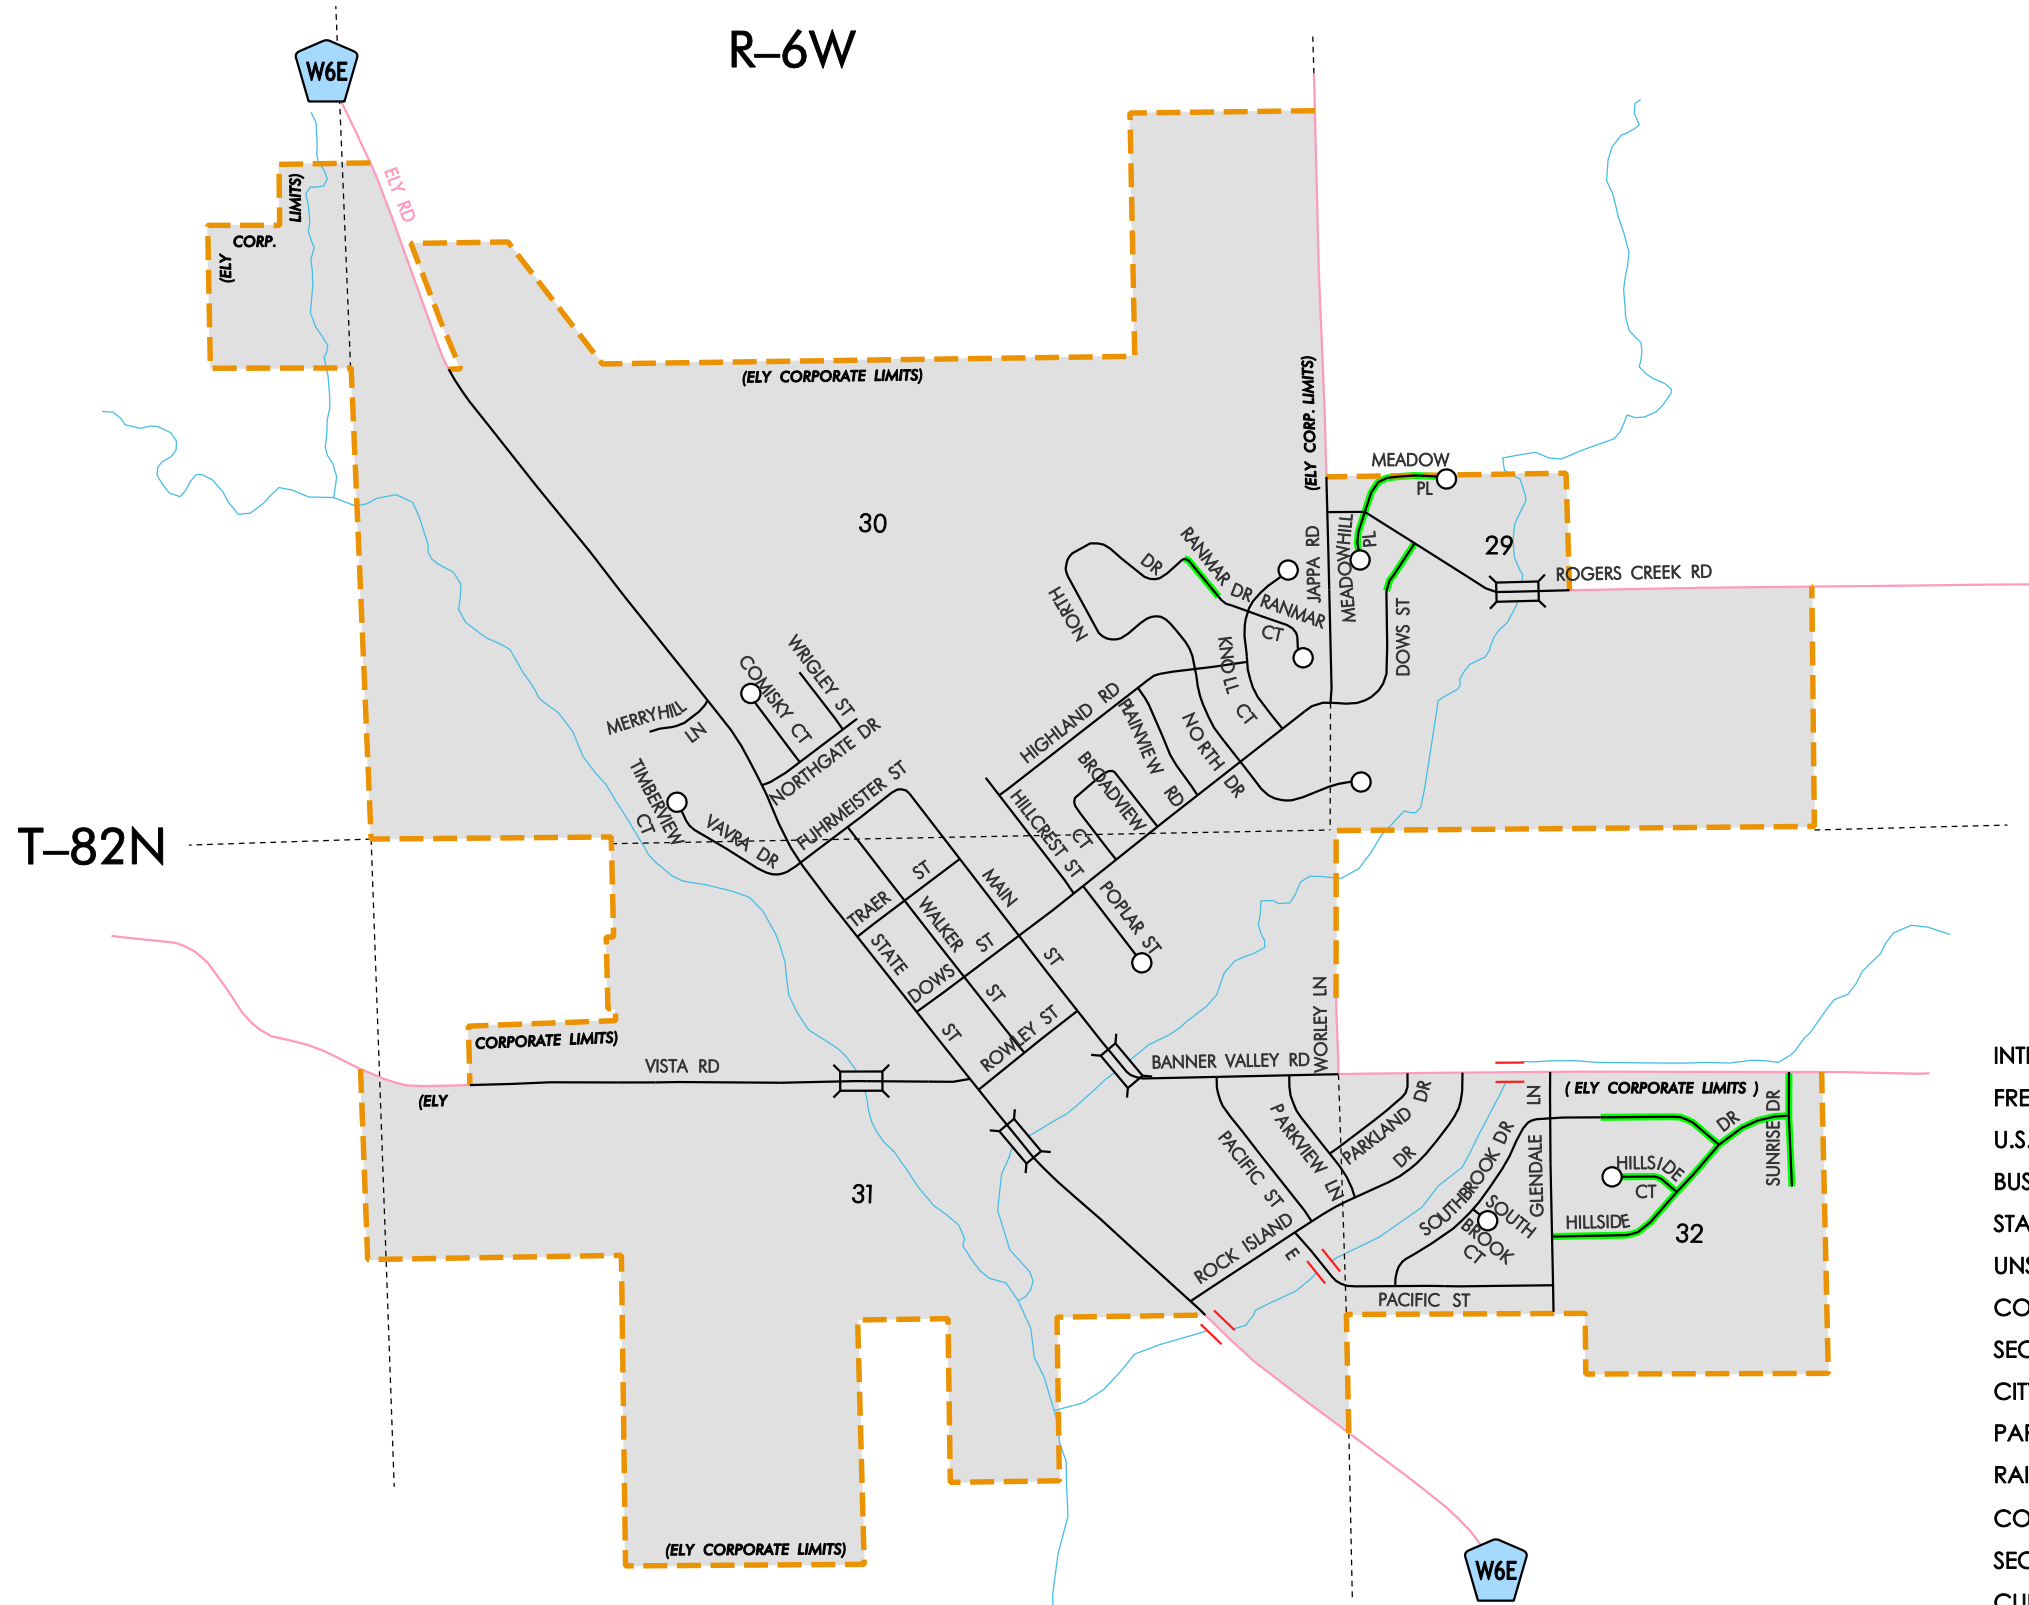 R–6W
W6E
ELY RD
LIMITS)
CORP.
(ELY
(ELY CORPORATE LIMITS)
(ELY CORP. LIMITS)
MEADOW
PL
30
29
RANMAR DR
DR
NORTH
RANMAR
CT
JAPPA RD
MEADOWHILL
PL
ROGERS CREEK RD
DOWS ST
KNOLL CT
WRIGLEY ST
COMISKY CT
MERRYHILL
LN
NORTHGATE DR
HIGHLAND RD
PLAINVIEW RD
NORTH DR
BROADVIEW
CT
TIMBERVIEW
CT
VAVRA DR
FUHRMEISTER ST
HILLCREST ST
T–82N
TRAER ST
MAIN
ST
WALKER
ST
STATE
ST
DOWS ST
POPLAR ST
ROWLEY ST
WORLEY LN
CORPORATE LIMITS)
(ELY
VISTA RD
BANNER VALLEY RD
( ELY CORPORATE LIMITS )
PACIFIC ST
PARKVIEW LN
PARKLAND DR
DR
ROCK ISLAND
E
SOUTHBROOK DR
SOUTH
BROOK
CT
GLENDALE
LN
HILLSIDE
CT
HILLSIDE
DR
SUNRISE DR
31
32
PACIFIC ST
(ELY CORPORATE LIMITS)
W6E
U.S.